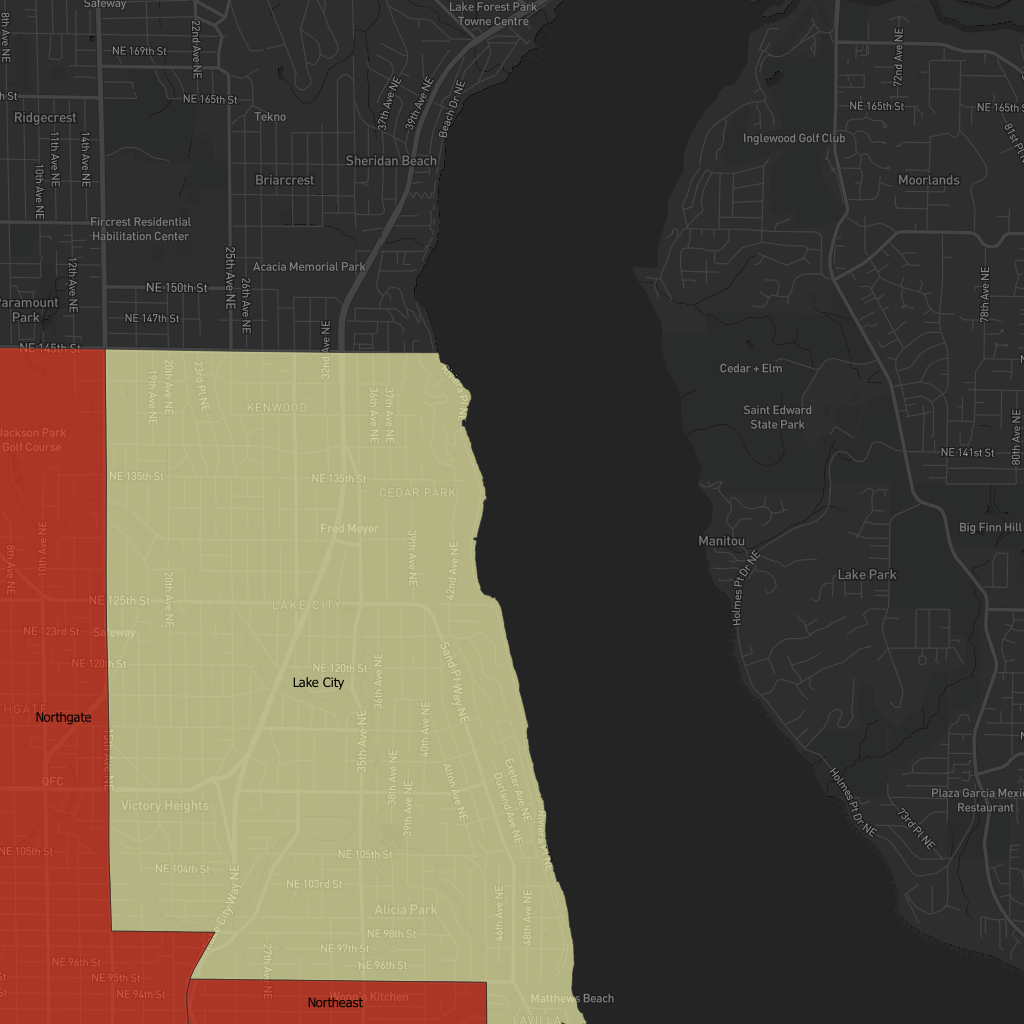 Safeway
8th Ave NE
22nd Ave NE
Lake Forest Park
Towne Centre
NE 169th St
72nd Ave NE
37th Ave NE
39th Ave NE
Beach Dr NE
NE 165th St
NE 165th St
NE 165th St
Ridgecrest
Tekno
81st Pl
11th Ave NE
14th Ave NE
Inglewood Golf Club
Sheridan Beach
10th Ave NE
Briarcrest
Moorlands
Fircrest Residential
Habilitation Center
12th Ave NE
25th Ave NE
26th Ave NE
Acacia Memorial Park
78th Ave NE
NE 150th St
Paramount
Park
NE 147th St
32nd Ave NE
NE 145th St
19th Ave NE
20th Ave NE
23rd Pl NE
36th Ave NE
37th Ave NE
Riviera Pl NE
Cedar + Elm
KENWOOD
Saint Edward
State Park
80th Ave NE
Jackson Park
Golf Course
NE 141st St
NE 135th St
NE 135th St
CEDAR PARK
Fred Meyer
Big Finn Hill
8th Ave NE
10th Ave NE
39th Ave NE
42nd Ave NE
Manitou
Holmes Pt Dr NE
Lake Park
20th Ave NE
NE 125th St
LAKE CITY
NE 123rd St
Safeway
NE 120th St
NE 120th St
Sand Pt Way NE
36th Ave NE
Lake City
THGATE
Northgate
15th Ave NE
35th Ave NE
40th Ave NE
QFC
38th Ave NE
39th Ave NE
Alton Ave NE
Exeter Ave NE
Durland Ave NE
Riviera Pl NE
Holmes Pt Dr NE
73rd Pl NE
Plaza Garcia Mexic
Restaurant
Victory Heights
NE 105th St
NE 105th St
NE 104th St
NE 103rd St
City Way NE
Alicia Park
46th Ave NE
48th Ave NE
NE 98th St
NE 97th St
27th Ave NE
NE 96th St
NE 96th St
NE 95th St
NE 94th St
Wong's Kitchen
Northeast
Matthews Beach
LAVILLA